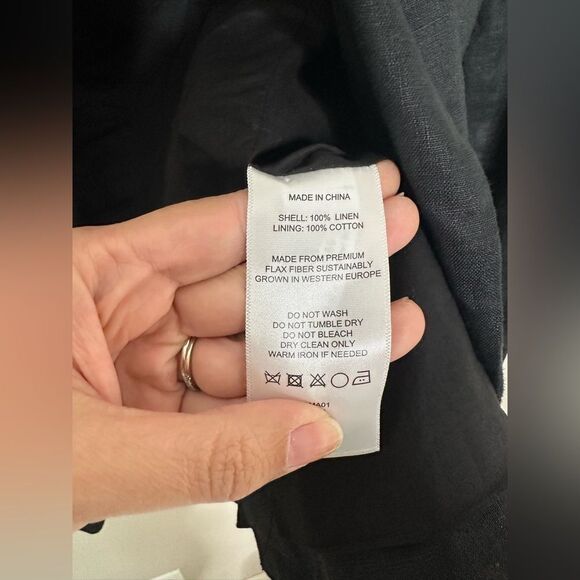 MADE IN CHINA
SHELL: 100% LINEN
LINING: 100% COTTON
MADE FROM PREMIUM
FLAX FIBER SUSTAINABLY
GROWN IN WESTERN EUROPE
DO NOT WASH
DO NOT TUMBLE DRY
DO NOT BLEACH
DRY CLEAN ONLY
WARM IRON IF NEEDED